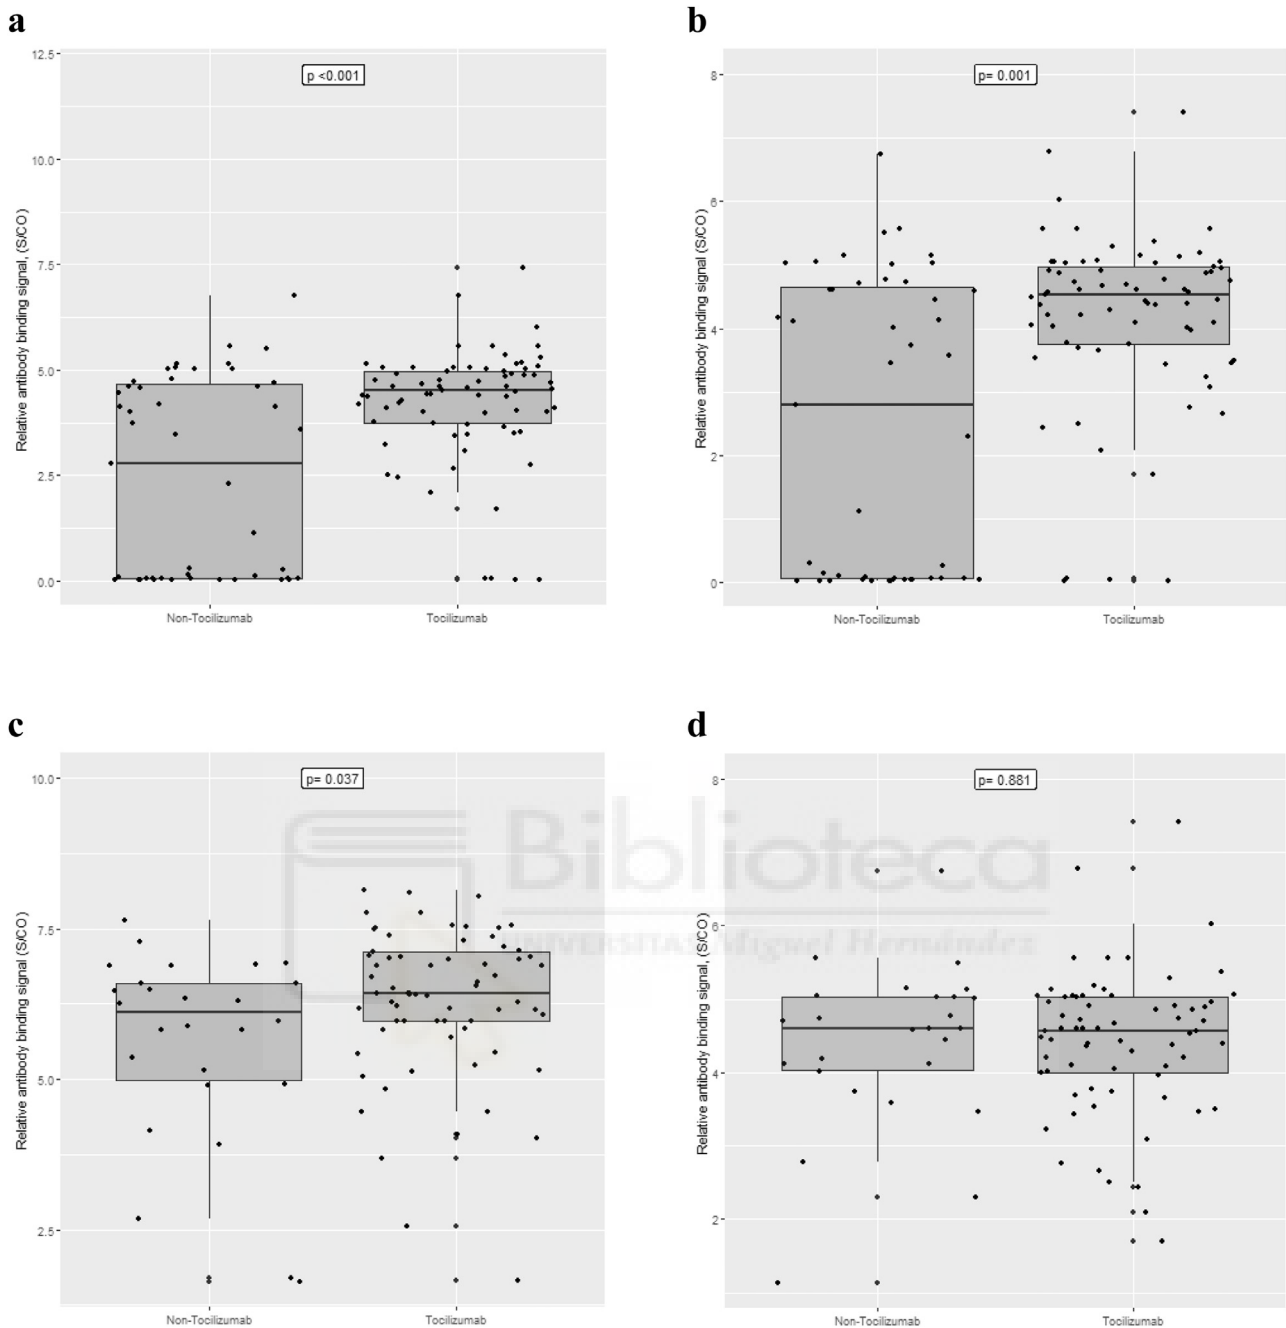 a
12.5
10.0
7.5
5.0
2.5
0.0
Relative antibody binding signal, (S/CO)
p <0.001
Non-Tocilizumab
Tocilizumab
b
8
6
4
2
0
Relative antibody binding signal (S/CO)
p= 0.001
Non-Tocilizumab
Tocilizumab
c
10.0
7.5
5.0
2.5
Relative antibody binding signal (S/CO)
p= 0.037
Non-Tocilizumab
Tocilizumab
d
8
6
4
2
Relative antibody binding signal, (S/CO)
p= 0.881
Non-Tocilizumab
Tocilizumab
Biblioteca
UNIVERSITAS Miguel Hernández